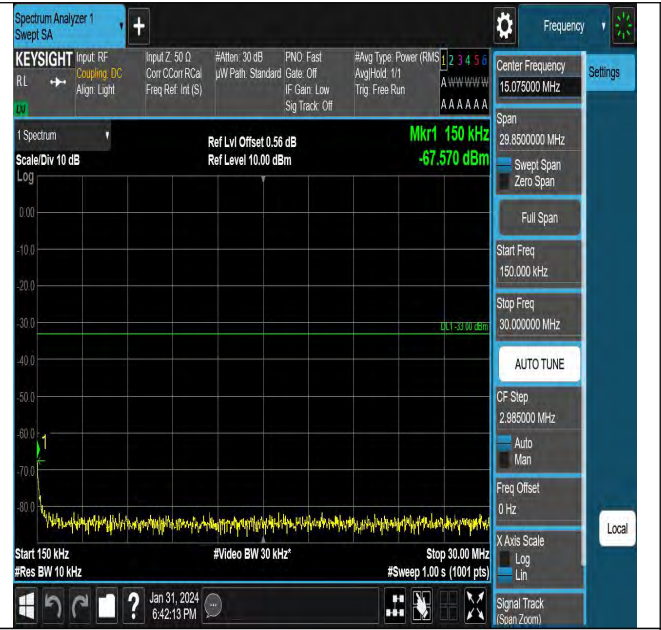 Spectrum Analyzer 1
Swept SA
+
Frequency
KEYSIGHT
RL
Input: RF
Coupling: DC
Align: Light
Input Z: 50 Ω
Corr CCorr RCal
Freq Ref: Int (S)
#Atten: 30 dB
µW Path: Standard
PNO: Fast
Gate: Off
IF Gain: Low
Sig Track: Off
#Avg Type: Power (RMS
Avg|Hold: 1/1
Trig: Free Run
1 2 3 4 5 6
A W W W W W
A A A A A A
1 Spectrum
Scale/Div 10 dB
Log
Ref Lvl Offset 0.56 dB
Ref Level 10.00 dBm
Mkr1 150 kHz
-67.570 dBm
0.00
-10.0
-20.0
-30.0
-40.0
-50.0
-60.0
-70.0
-80.0
DL1 -33.00 dBm
1
Start 150 kHz
#Res BW 10 kHz
#Video BW 30 kHz*
Stop 30.00 MHz
#Sweep 1.00 s (1001 pts)
Center Frequency
15.075000 MHz
Settings
Span
29.8500000 MHz
Swept Span
Zero Span
Full Span
Start Freq
150.000 kHz
Stop Freq
30.000000 MHz
AUTO TUNE
CF Step
2.985000 MHz
Auto
Man
Freq Offset
0 Hz
X Axis Scale
Log
Lin
Local
Signal Track
(Span Zoom)
?
Jan 31, 2024
6:42:13 PM